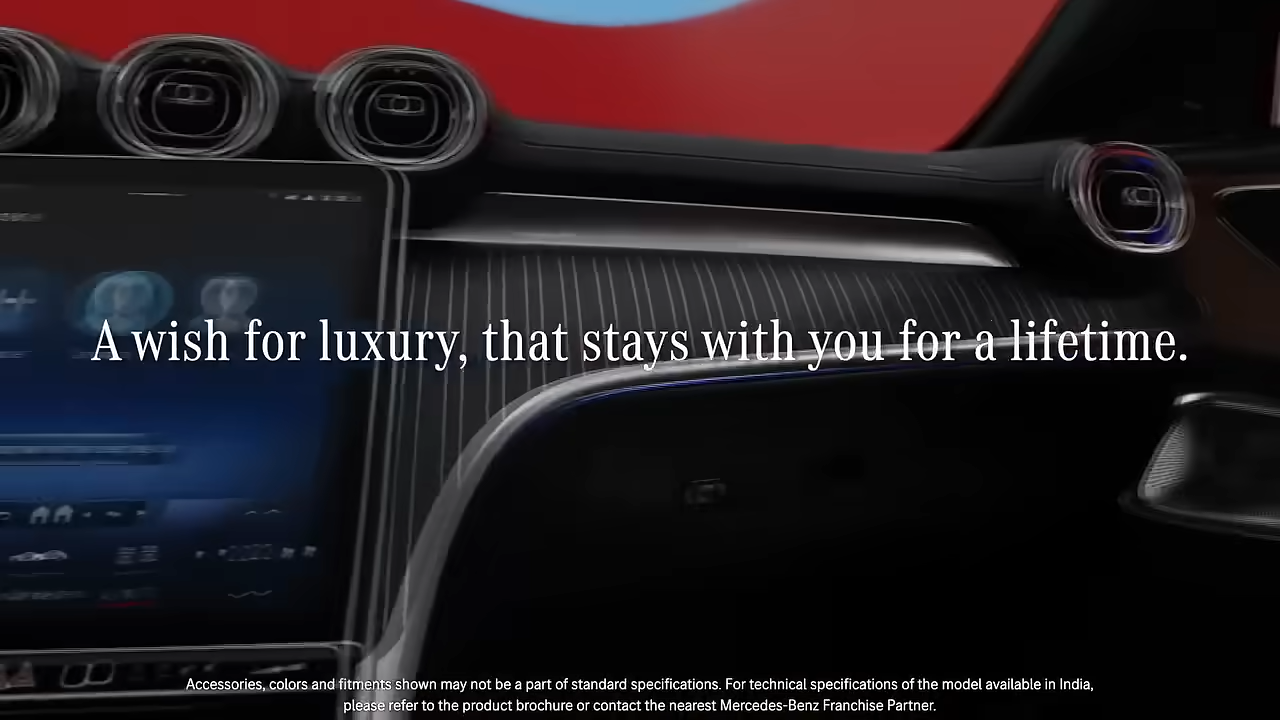 A wish for luxury, that stays with you for a lifetime.
Accessories, colors and fitments shown may not be a part of standard specifications. For technical specifications of the model available in India,
please refer to the product brochure or contact the nearest Mercedes-Benz Franchise Partner.